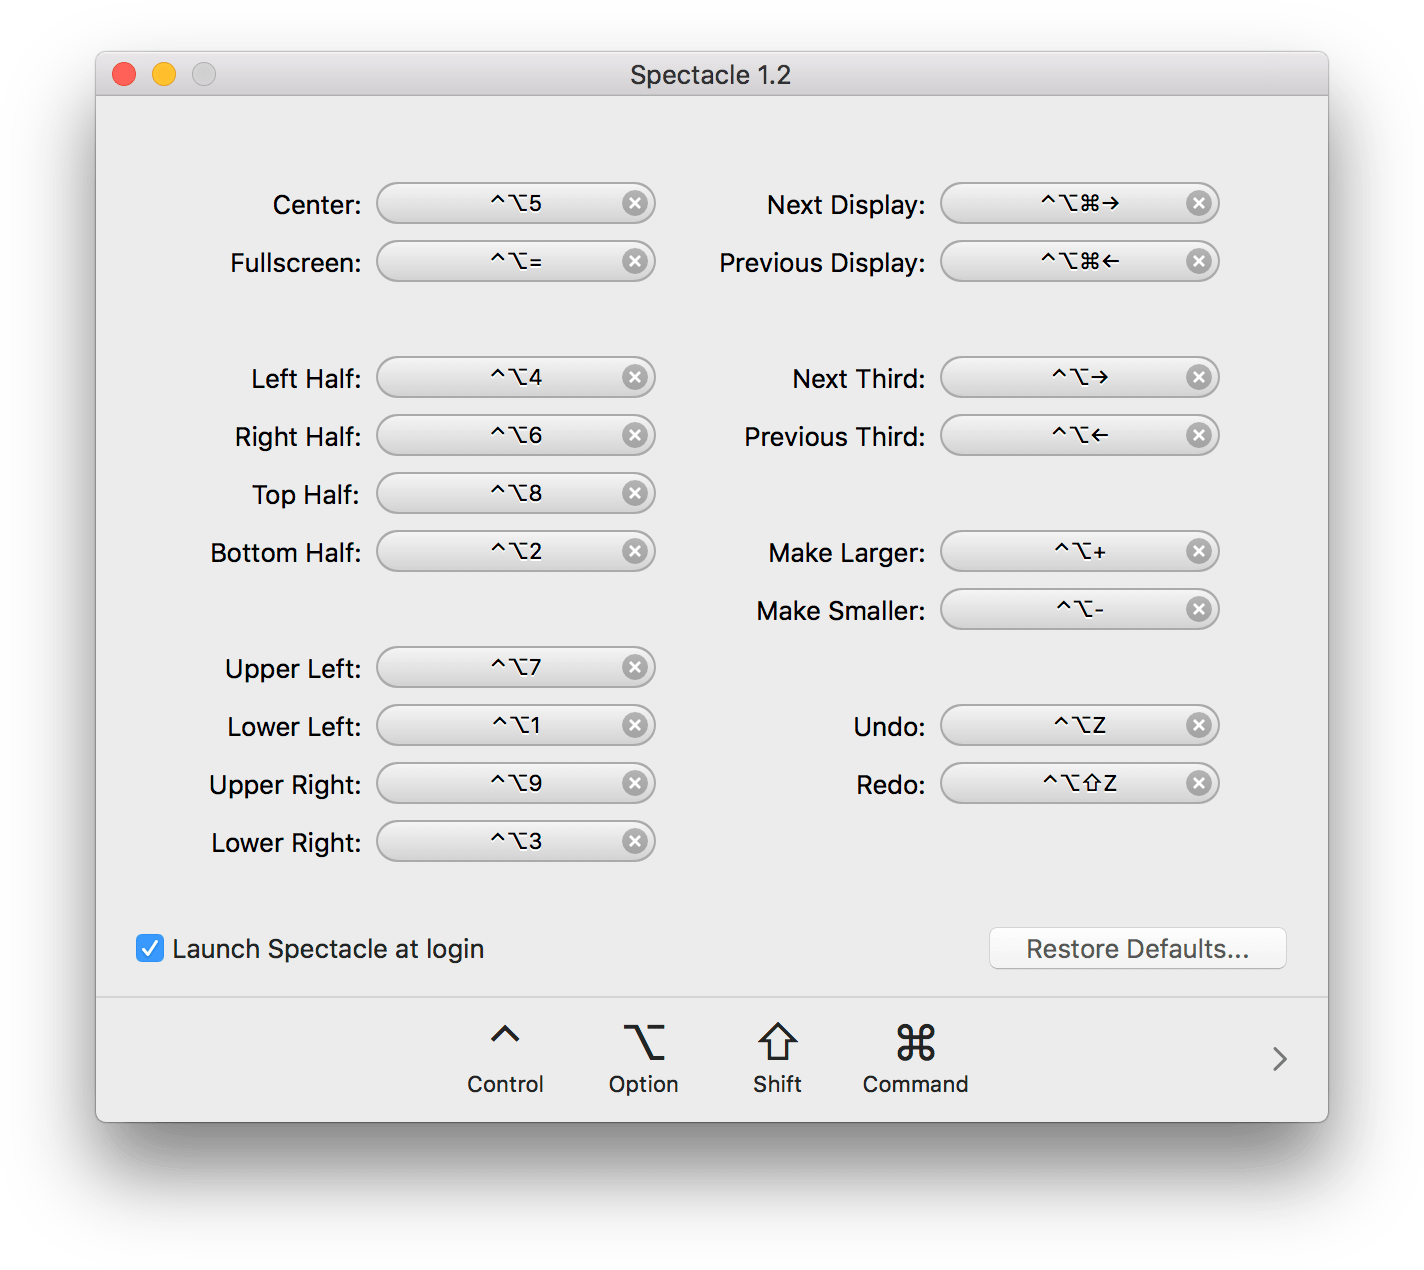 Spectacle 1.2
Center: ^⌥5
Fullscreen: ^⌥=
Left Half: ^⌥4
Right Half: ^⌥6
Top Half: ^⌥8
Bottom Half: ^⌥2
Upper Left: ^⌥7
Lower Left: ^⌥1
Upper Right: ^⌥9
Lower Right: ^⌥3
Next Display: ^⌥⌘→
Previous Display: ^⌥⌘←
Next Third: ^⌥→
Previous Third: ^⌥←
Make Larger: ^⌥+
Make Smaller: ^⌥-
Undo: ^⌥Z
Redo: ^⌥⇧Z
Launch Spectacle at login
Restore Defaults...
^ ⌥ ⇧ ⌘
Control Option Shift Command